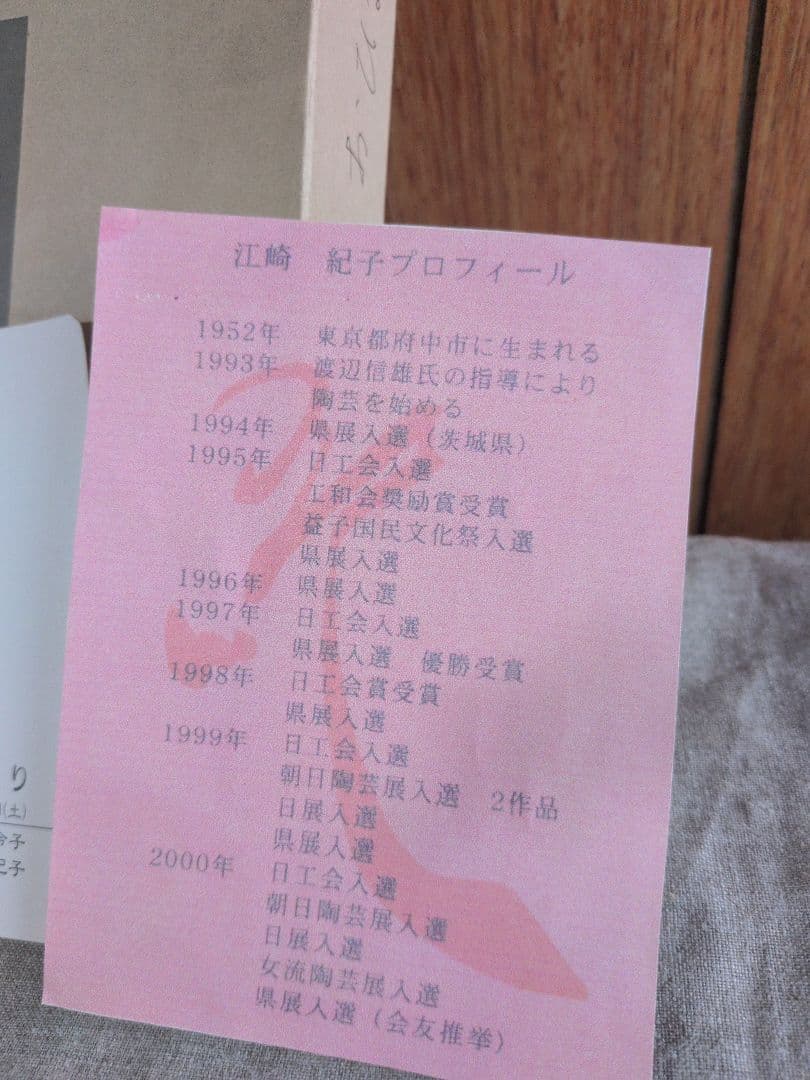 江崎 紀子プロフィール
1952年 東京都府中市に生まれる
1993年 渡辺信雄氏の指導により
陶芸を始める
1994年 県展入選（茨城県）
1995年 日工会入選
工和会奨励賞受賞
益子国民文化祭入選
県展入選
1996年 県展入選
1997年 日工会入選
県展入選 優勝受賞
1998年 日工会賞受賞
県展入選
1999年 日工会入選
朝日陶芸展入選 2作品
日展入選
県展入選
2000年 日工会入選
朝日陶芸展入選
日展入選
女流陶芸展入選
県展入選（会友推挙）
り
(土)
子
子